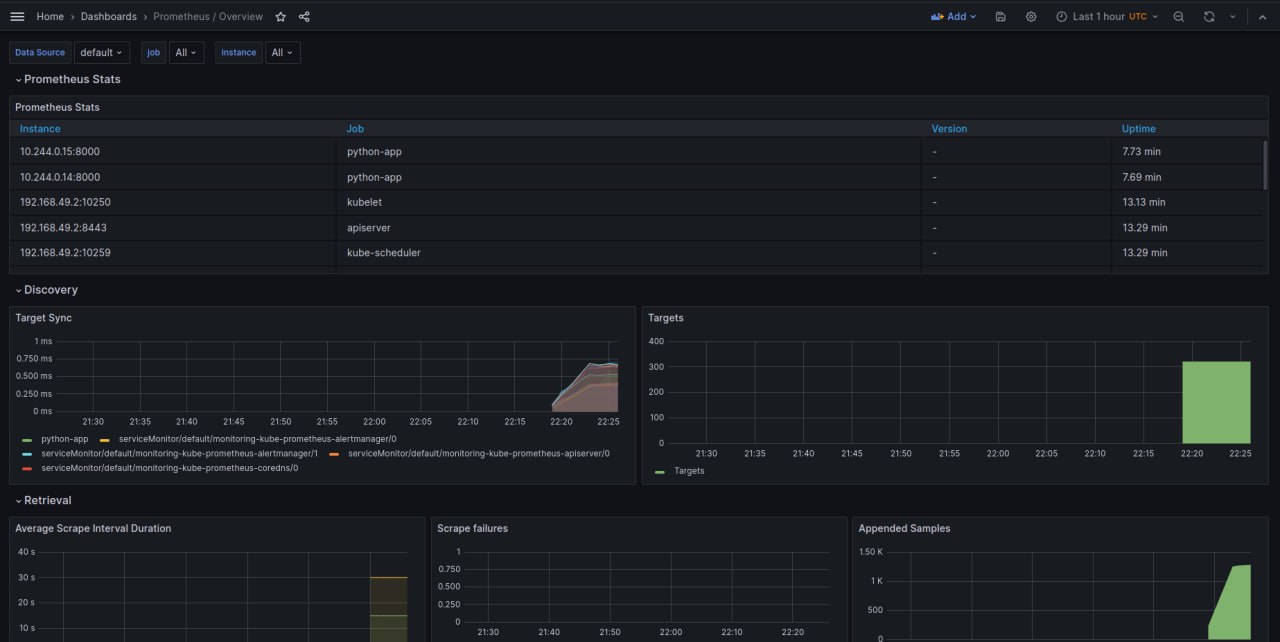 Home › Dashboards › Prometheus / Overview Add Last 1 hour UTC
Data Source default job All instance All
Prometheus Stats
Prometheus Stats
Instance Job Version Uptime
10.244.0.15:8000 python-app - 7.73 min
10.244.0.14:8000 python-app - 7.69 min
192.168.49.2:10250 kubelet - 13.13 min
192.168.49.2:8443 apiserver - 13.29 min
192.168.49.2:10259 kube-scheduler - 13.29 min
Discovery
Target Sync
1 ms
0.750 ms
0.500 ms
0.250 ms
0 ms
21:30 21:35 21:40 21:45 21:50 21:55 22:00 22:05 22:10 22:15 22:20 22:25
python-app serviceMonitor/default/monitoring-kube-prometheus-alertmanager/0
serviceMonitor/default/monitoring-kube-prometheus-alertmanager/1 serviceMonitor/default/monitoring-kube-prometheus-apiserver/0
serviceMonitor/default/monitoring-kube-prometheus-coredns/0
Targets
400
300
200
100
0
21:30 21:35 21:40 21:45 21:50 21:55 22:00 22:05 22:10 22:15 22:20 22:25
Targets
Retrieval
Average Scrape Interval Duration
40 s
30 s
20 s
10 s
Scrape failures
1
0.750
0.500
0.250
0
21:30 21:40 21:50 22:00 22:10 22:20
Appended Samples
1.50 K
1 K
500
0